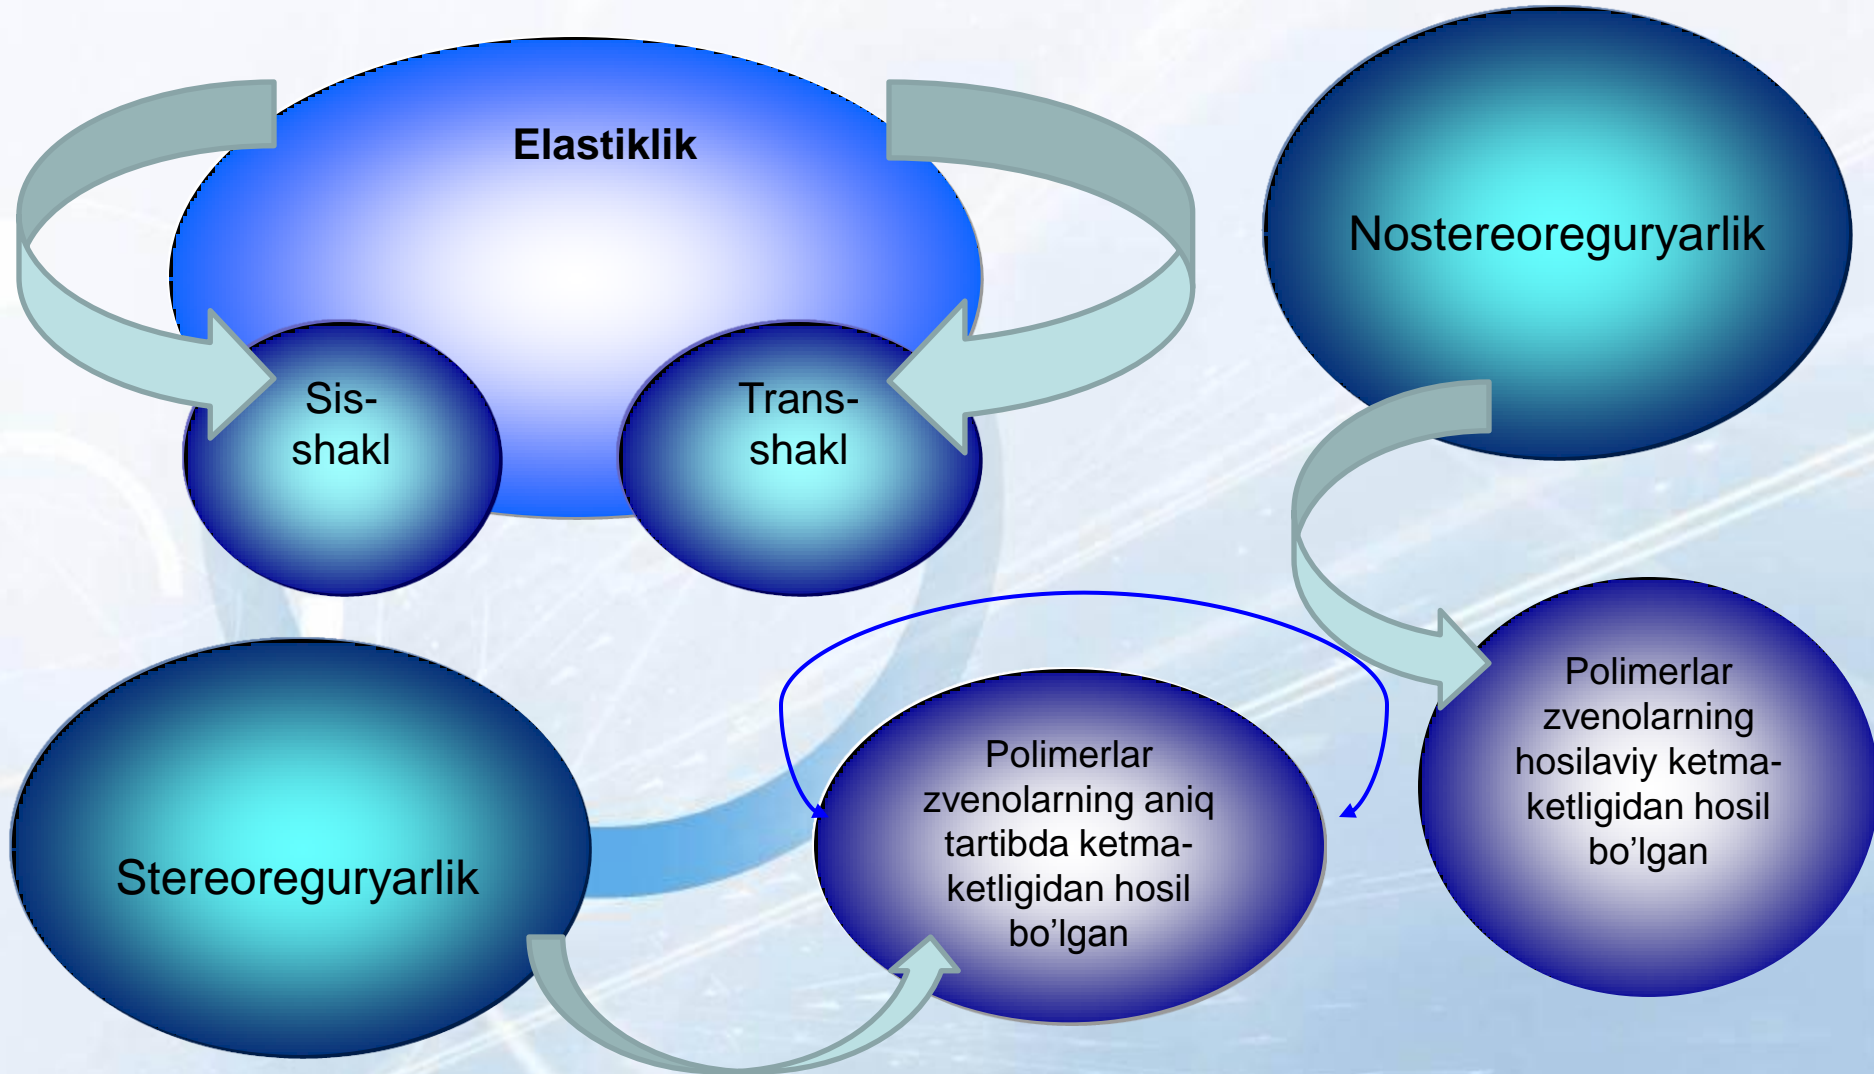 Elastiklik
Sis-
shakl
Trans-
shakl
Nostereoreguryarlik
Stereoreguryarlik
Polimerlar
zvenolarning aniq
tartibda ketma-
ketligidan hosil
bo’lgan
Polimerlar
zvenolarning
hosilaviy ketma-
ketligidan hosil
bo’lgan